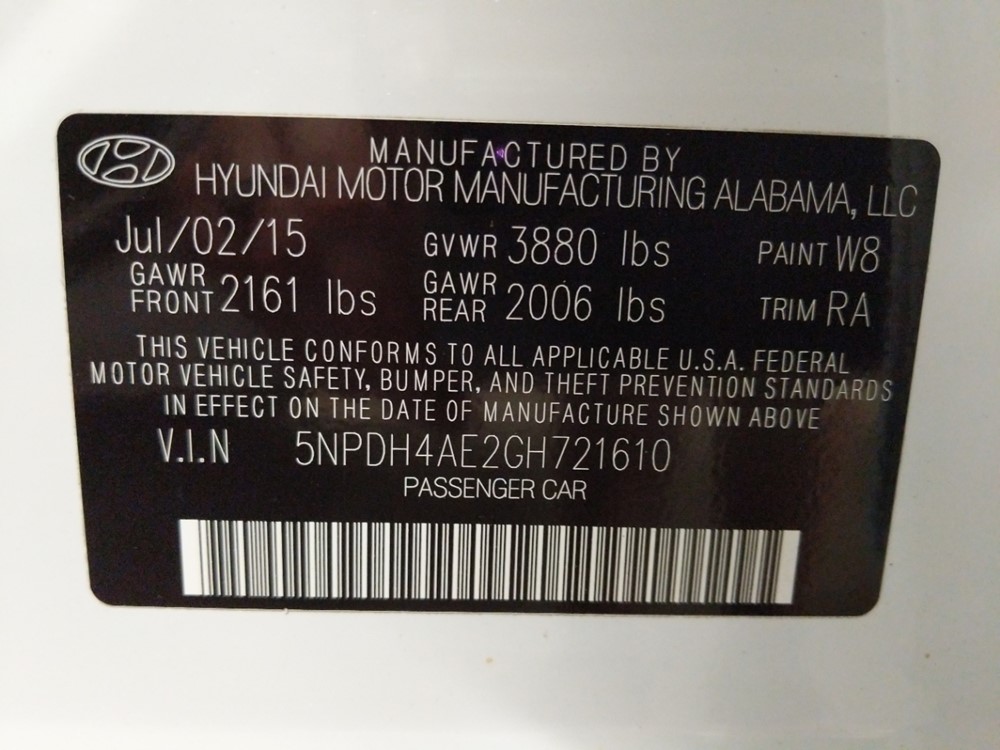 MANUFACTURED BY
HYUNDAI MOTOR MANUFACTURING ALABAMA, LLC
Jul/02/15 GVWR 3880 lbs PAINT W8
GAWR FRONT 2161 lbs GAWR REAR 2006 lbs TRIM RA
THIS VEHICLE CONFORMS TO ALL APPLICABLE U.S.A. FEDERAL
MOTOR VEHICLE SAFETY, BUMPER, AND THEFT PREVENTION STANDARDS
IN EFFECT ON THE DATE OF MANUFACTURE SHOWN ABOVE
V.I.N 5NPDH4AE2GH721610
PASSENGER CAR